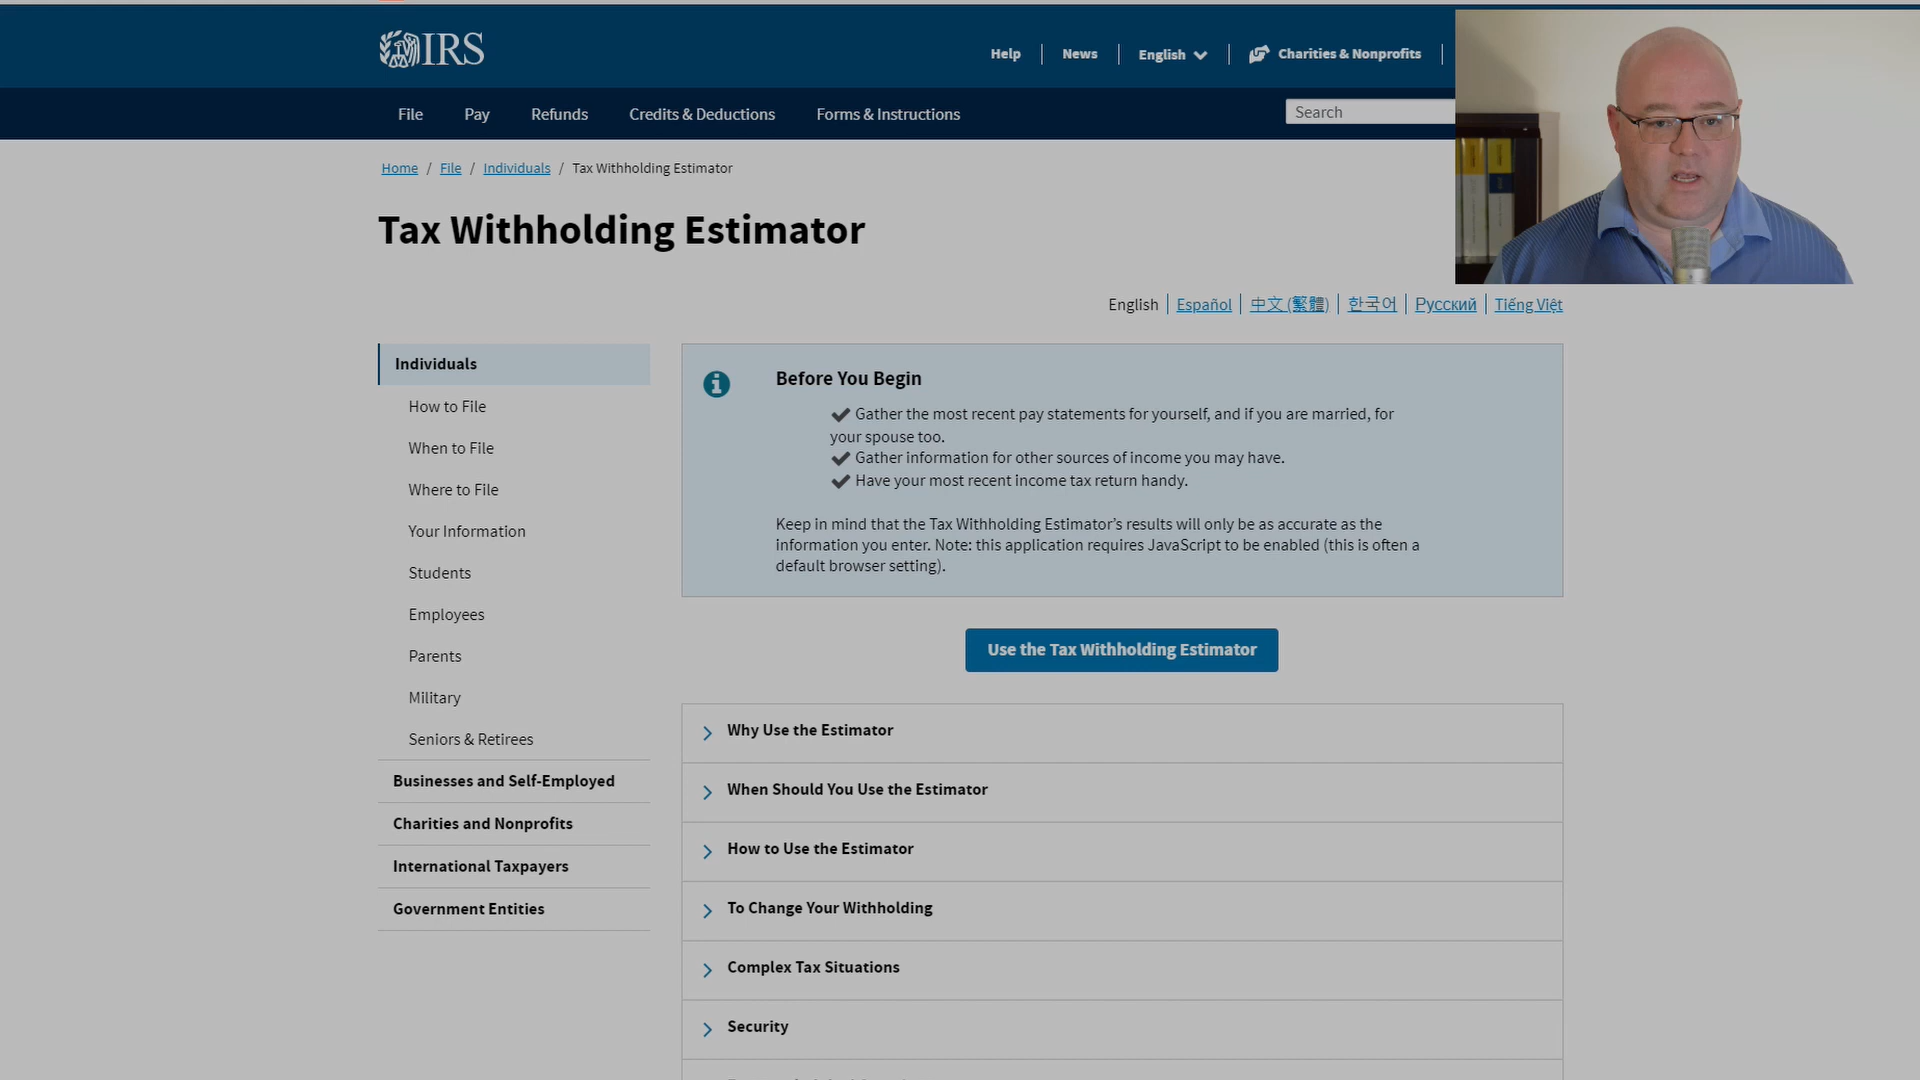 IRS
Help
News
English
Charities & Nonprofits
File
Pay
Refunds
Credits & Deductions
Forms & Instructions
Search
Home / File / Individuals / Tax Withholding Estimator
Tax Withholding Estimator
English
Español
中文 (繁體)
한국어
Русский
Tiếng Việt
Individuals
How to File
When to File
Where to File
Your Information
Students
Employees
Parents
Military
Seniors & Retirees
Businesses and Self-Employed
Charities and Nonprofits
International Taxpayers
Government Entities
Before You Begin
Gather the most recent pay statements for yourself, and if you are married, for
your spouse too.
Gather information for other sources of income you may have.
Have your most recent income tax return handy.
Keep in mind that the Tax Withholding Estimator's results will only be as accurate as the
information you enter. Note: this application requires JavaScript to be enabled (this is often a
default browser setting).
Use the Tax Withholding Estimator
Why Use the Estimator
When Should You Use the Estimator
How to Use the Estimator
To Change Your Withholding
Complex Tax Situations
Security